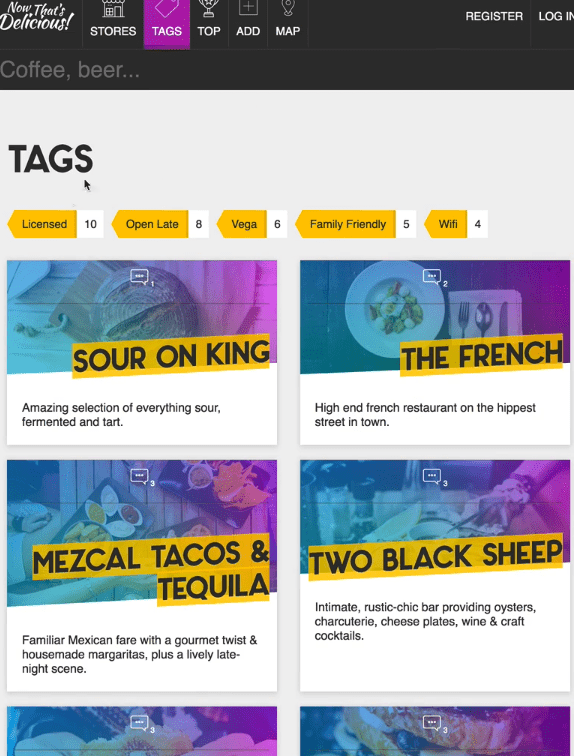 Now That's
Delicious!
STORES TAGS TOP ADD MAP
REGISTER LOG IN
Coffee, beer...
TAGS
Licensed 10 Open Late 8 Vega 6 Family Friendly 5 Wifi 4
1
SOUR ON KING
Amazing selection of everything sour,
fermented and tart.
2
THE FRENCH
High end french restaurant on the hippest
street in town.
3
MEZCAL TACOS &
TEQUILA
Familiar Mexican fare with a gourmet twist &
housemade margaritas, plus a lively late-
night scene.
3
TWO BLACK SHEEP
Intimate, rustic-chic bar providing oysters,
charcuterie, cheese plates, wine & craft
cocktails.
3
3